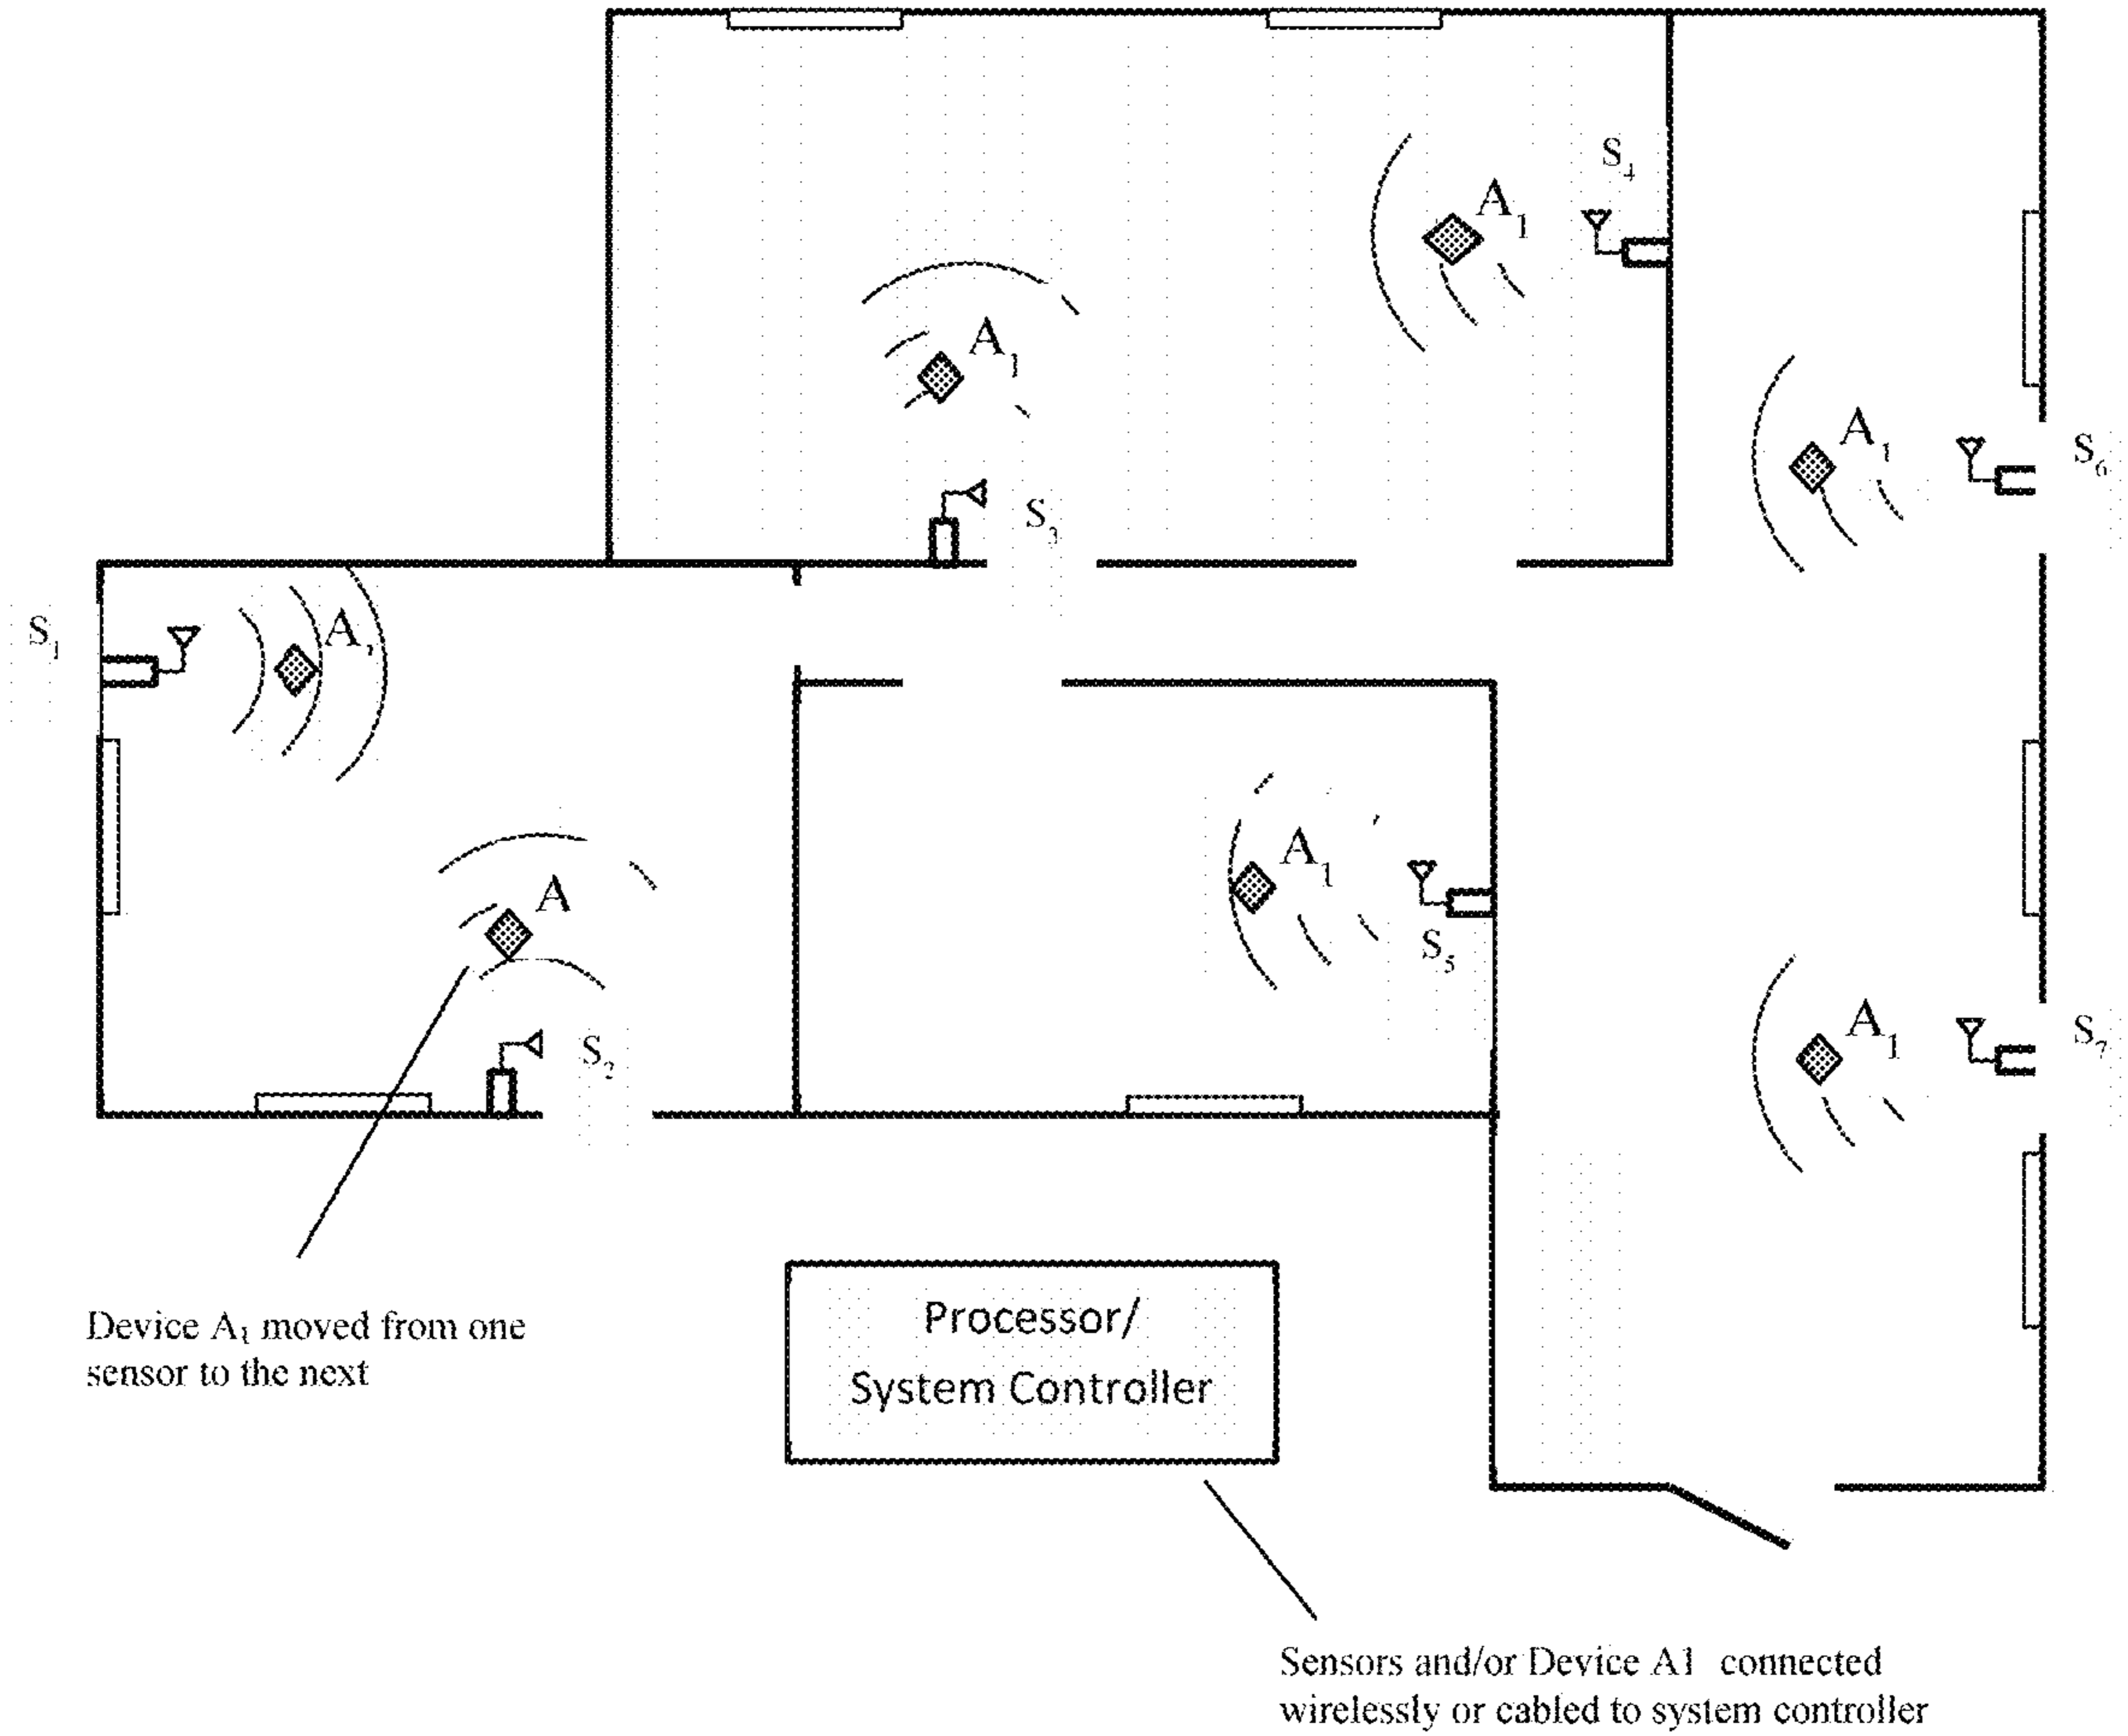 S₄
A₁
A₁
A₁
S₆
S₃
S₁
A₁
A₁
A
S₅
S₂
A₁
S₇
Device A₁ moved from one
sensor to the next
Processor/
System Controller
Sensors and/or Device A1 connected
wirelessly or cabled to system controller